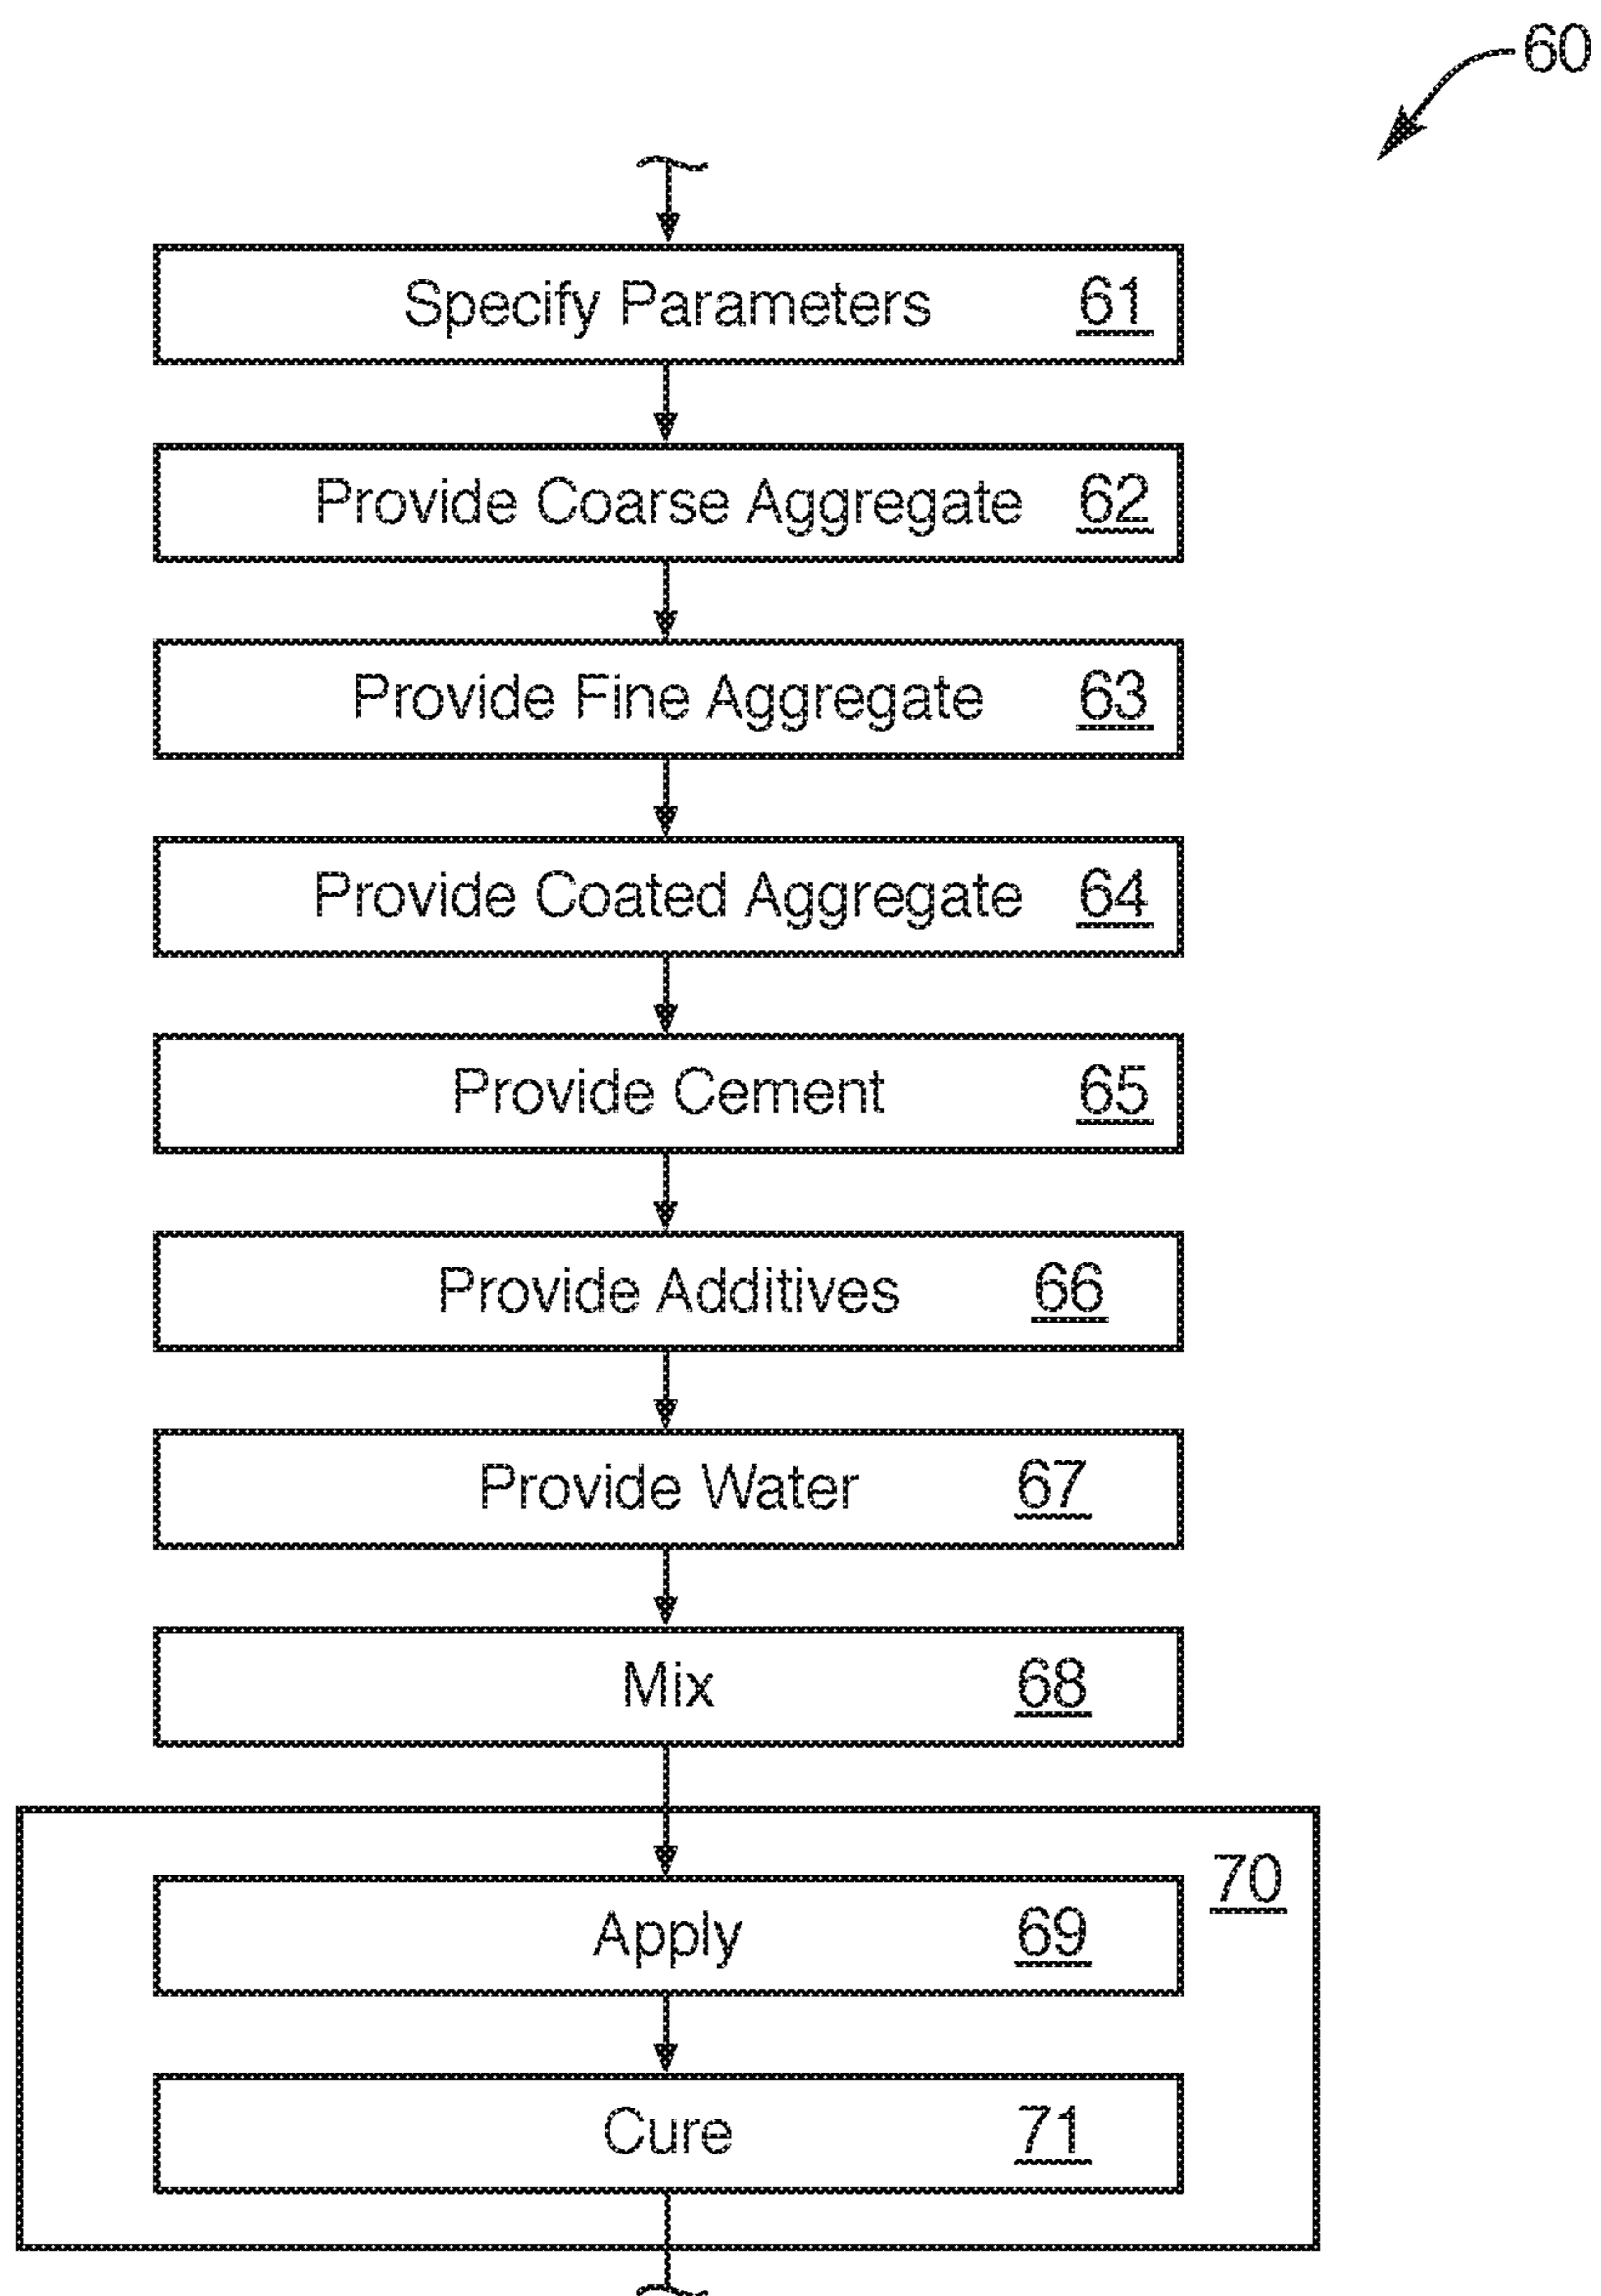 60
Specify Parameters 61
Provide Coarse Aggregate 62
Provide Fine Aggregate 63
Provide Coated Aggregate 64
Provide Cement 65
Provide Additives 66
Provide Water 67
Mix 68
70
Apply 69
Cure 71